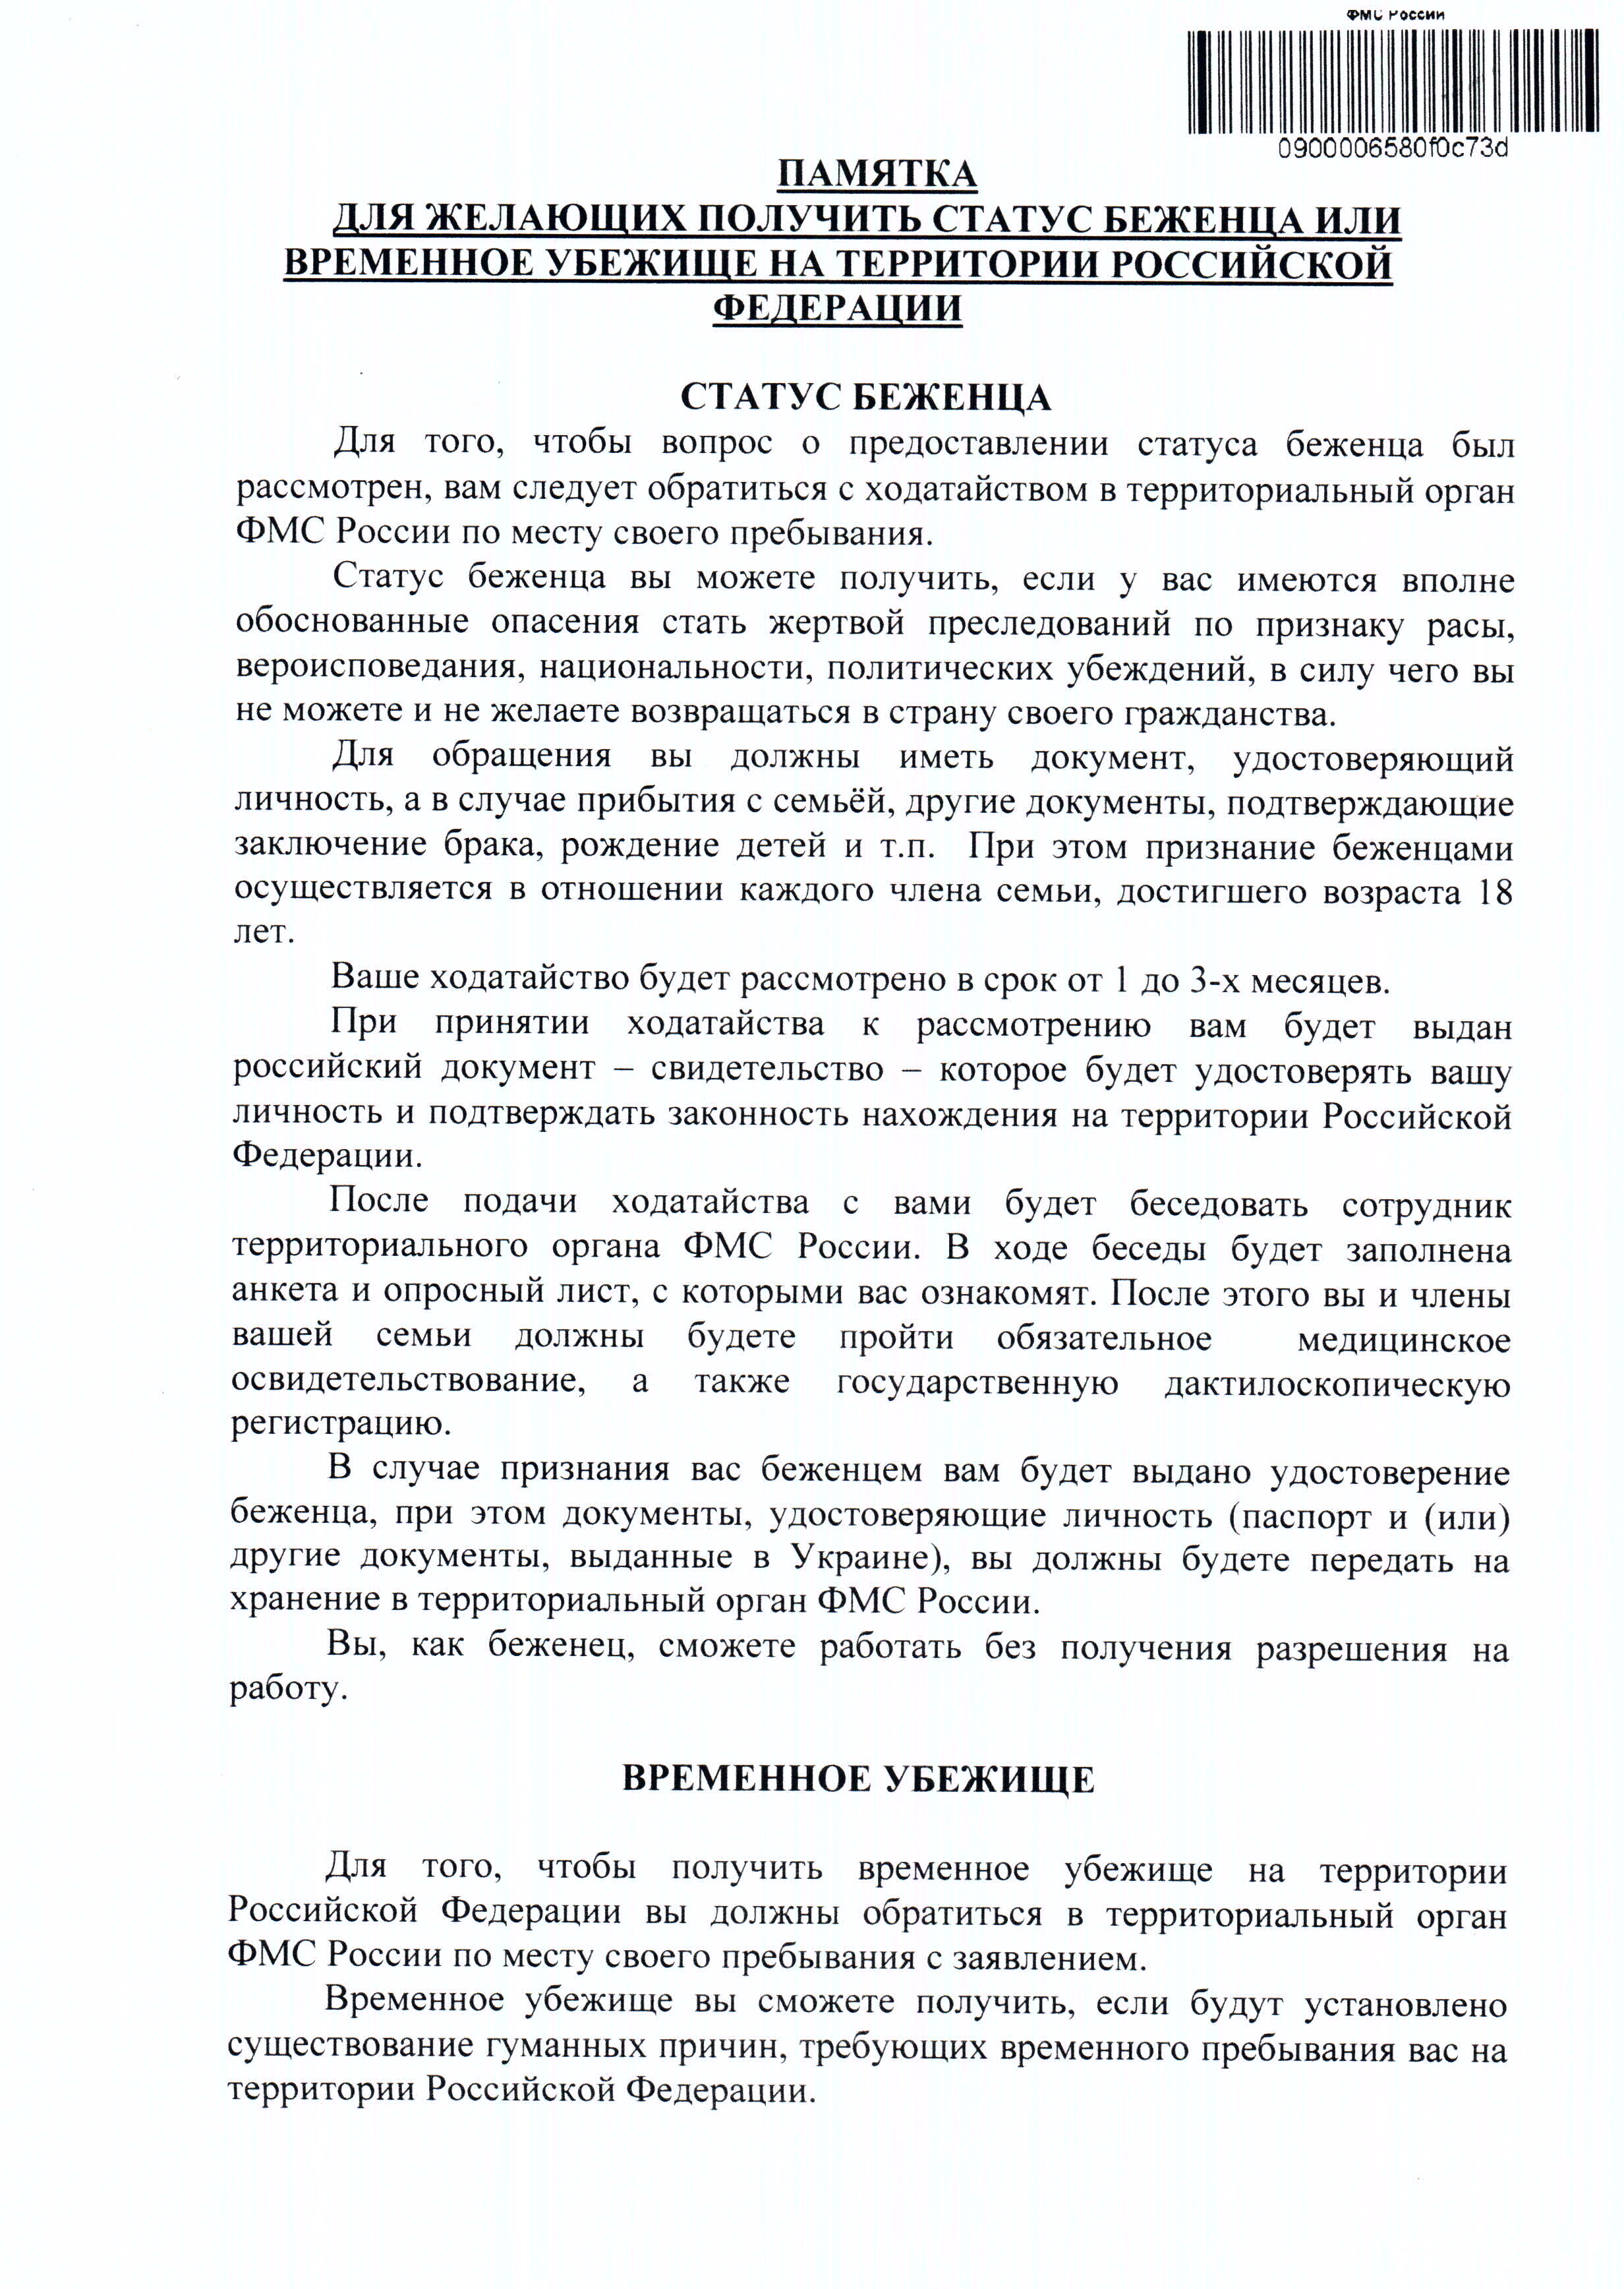 ФМС России
0900006580f0c73d
ПАМЯТКА
ДЛЯ ЖЕЛАЮЩИХ ПОЛУЧИТЬ СТАТУС БЕЖЕНЦА ИЛИ
ВРЕМЕННОЕ УБЕЖИЩЕ НА ТЕРРИТОРИИ РОССИЙСКОЙ
ФЕДЕРАЦИИ
СТАТУС БЕЖЕНЦА
Для того, чтобы вопрос о предоставлении статуса беженца был
рассмотрен, вам следует обратиться с ходатайством в территориальный орган
ФМС России по месту своего пребывания.
Статус беженца вы можете получить, если у вас имеются вполне
обоснованные опасения стать жертвой преследований по признаку расы,
вероисповедания, национальности, политических убеждений, в силу чего вы
не можете и не желаете возвращаться в страну своего гражданства.
Для обращения вы должны иметь документ, удостоверяющий
личность, а в случае прибытия с семьёй, другие документы, подтверждающие
заключение брака, рождение детей и т.п. При этом признание беженцами
осуществляется в отношении каждого члена семьи, достигшего возраста 18
лет.
Ваше ходатайство будет рассмотрено в срок от 1 до 3-х месяцев.
При принятии ходатайства к рассмотрению вам будет выдан
российский документ – свидетельство – которое будет удостоверять вашу
личность и подтверждать законность нахождения на территории Российской
Федерации.
После подачи ходатайства с вами будет беседовать сотрудник
территориального органа ФМС России. В ходе беседы будет заполнена
анкета и опросный лист, с которыми вас ознакомят. После этого вы и члены
вашей семьи должны будете пройти обязательное медицинское
освидетельствование, а также государственную дактилоскопическую
регистрацию.
В случае признания вас беженцем вам будет выдано удостоверение
беженца, при этом документы, удостоверяющие личность (паспорт и (или)
другие документы, выданные в Украине), вы должны будете передать на
хранение в территориальный орган ФМС России.
Вы, как беженец, сможете работать без получения разрешения на
работу.
ВРЕМЕННОЕ УБЕЖИЩЕ
Для того, чтобы получить временное убежище на территории
Российской Федерации вы должны обратиться в территориальный орган
ФМС России по месту своего пребывания с заявлением.
Временное убежище вы сможете получить, если будут установлено
существование гуманных причин, требующих временного пребывания вас на
территории Российской Федерации.